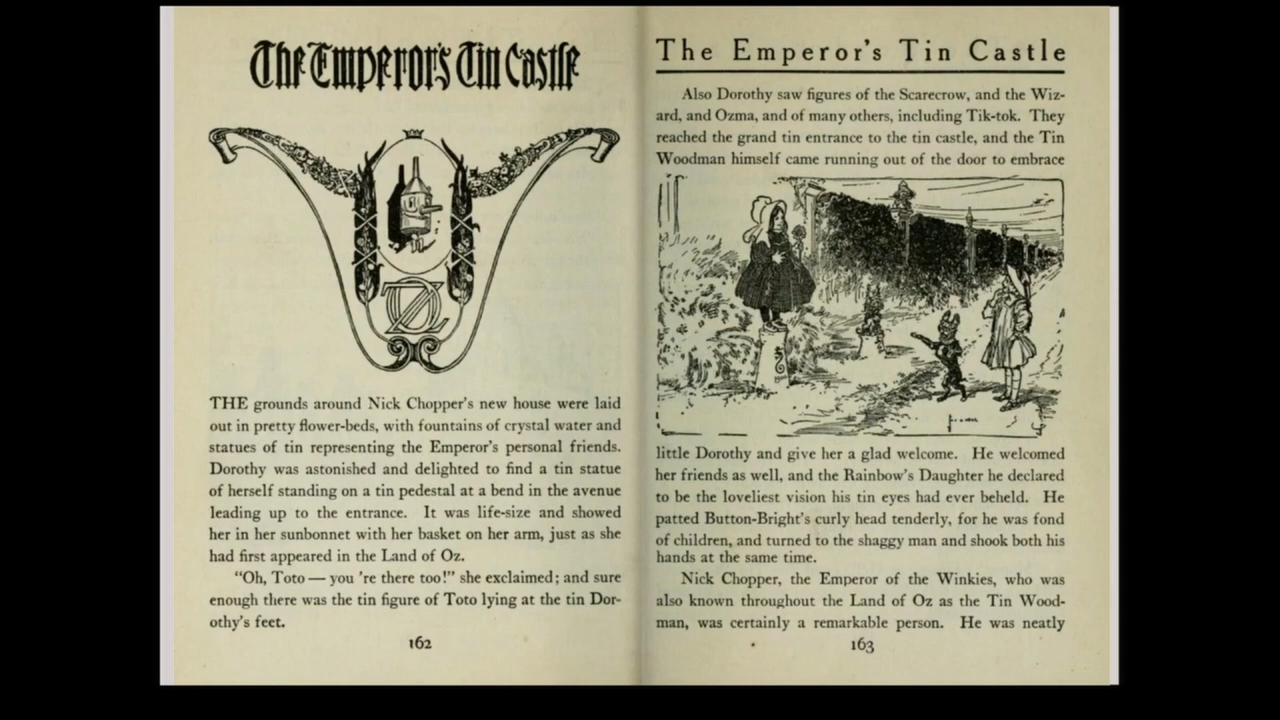 The Emperor's Tin Castle
OZ
THE grounds around Nick Chopper's new house were laid
out in pretty flower-beds, with fountains of crystal water and
statues of tin representing the Emperor's personal friends.
Dorothy was astonished and delighted to find a tin statue
of herself standing on a tin pedestal at a bend in the avenue
leading up to the entrance. It was life-size and showed
her in her sunbonnet with her basket on her arm, just as she
had first appeared in the Land of Oz.
"Oh, Toto — you 're there too!" she exclaimed; and sure
enough there was the tin figure of Toto lying at the tin Dor-
othy's feet.
162
The Emperor's Tin Castle
Also Dorothy saw figures of the Scarecrow, and the Wiz-
ard, and Ozma, and of many others, including Tik-tok. They
reached the grand tin entrance to the tin castle, and the Tin
Woodman himself came running out of the door to embrace
little Dorothy and give her a glad welcome. He welcomed
her friends as well, and the Rainbow's Daughter he declared
to be the loveliest vision his tin eyes had ever beheld. He
patted Button-Bright's curly head tenderly, for he was fond
of children, and turned to the shaggy man and shook both his
hands at the same time.
Nick Chopper, the Emperor of the Winkies, who was
also known throughout the Land of Oz as the Tin Wood-
man, was certainly a remarkable person. He was neatly
163